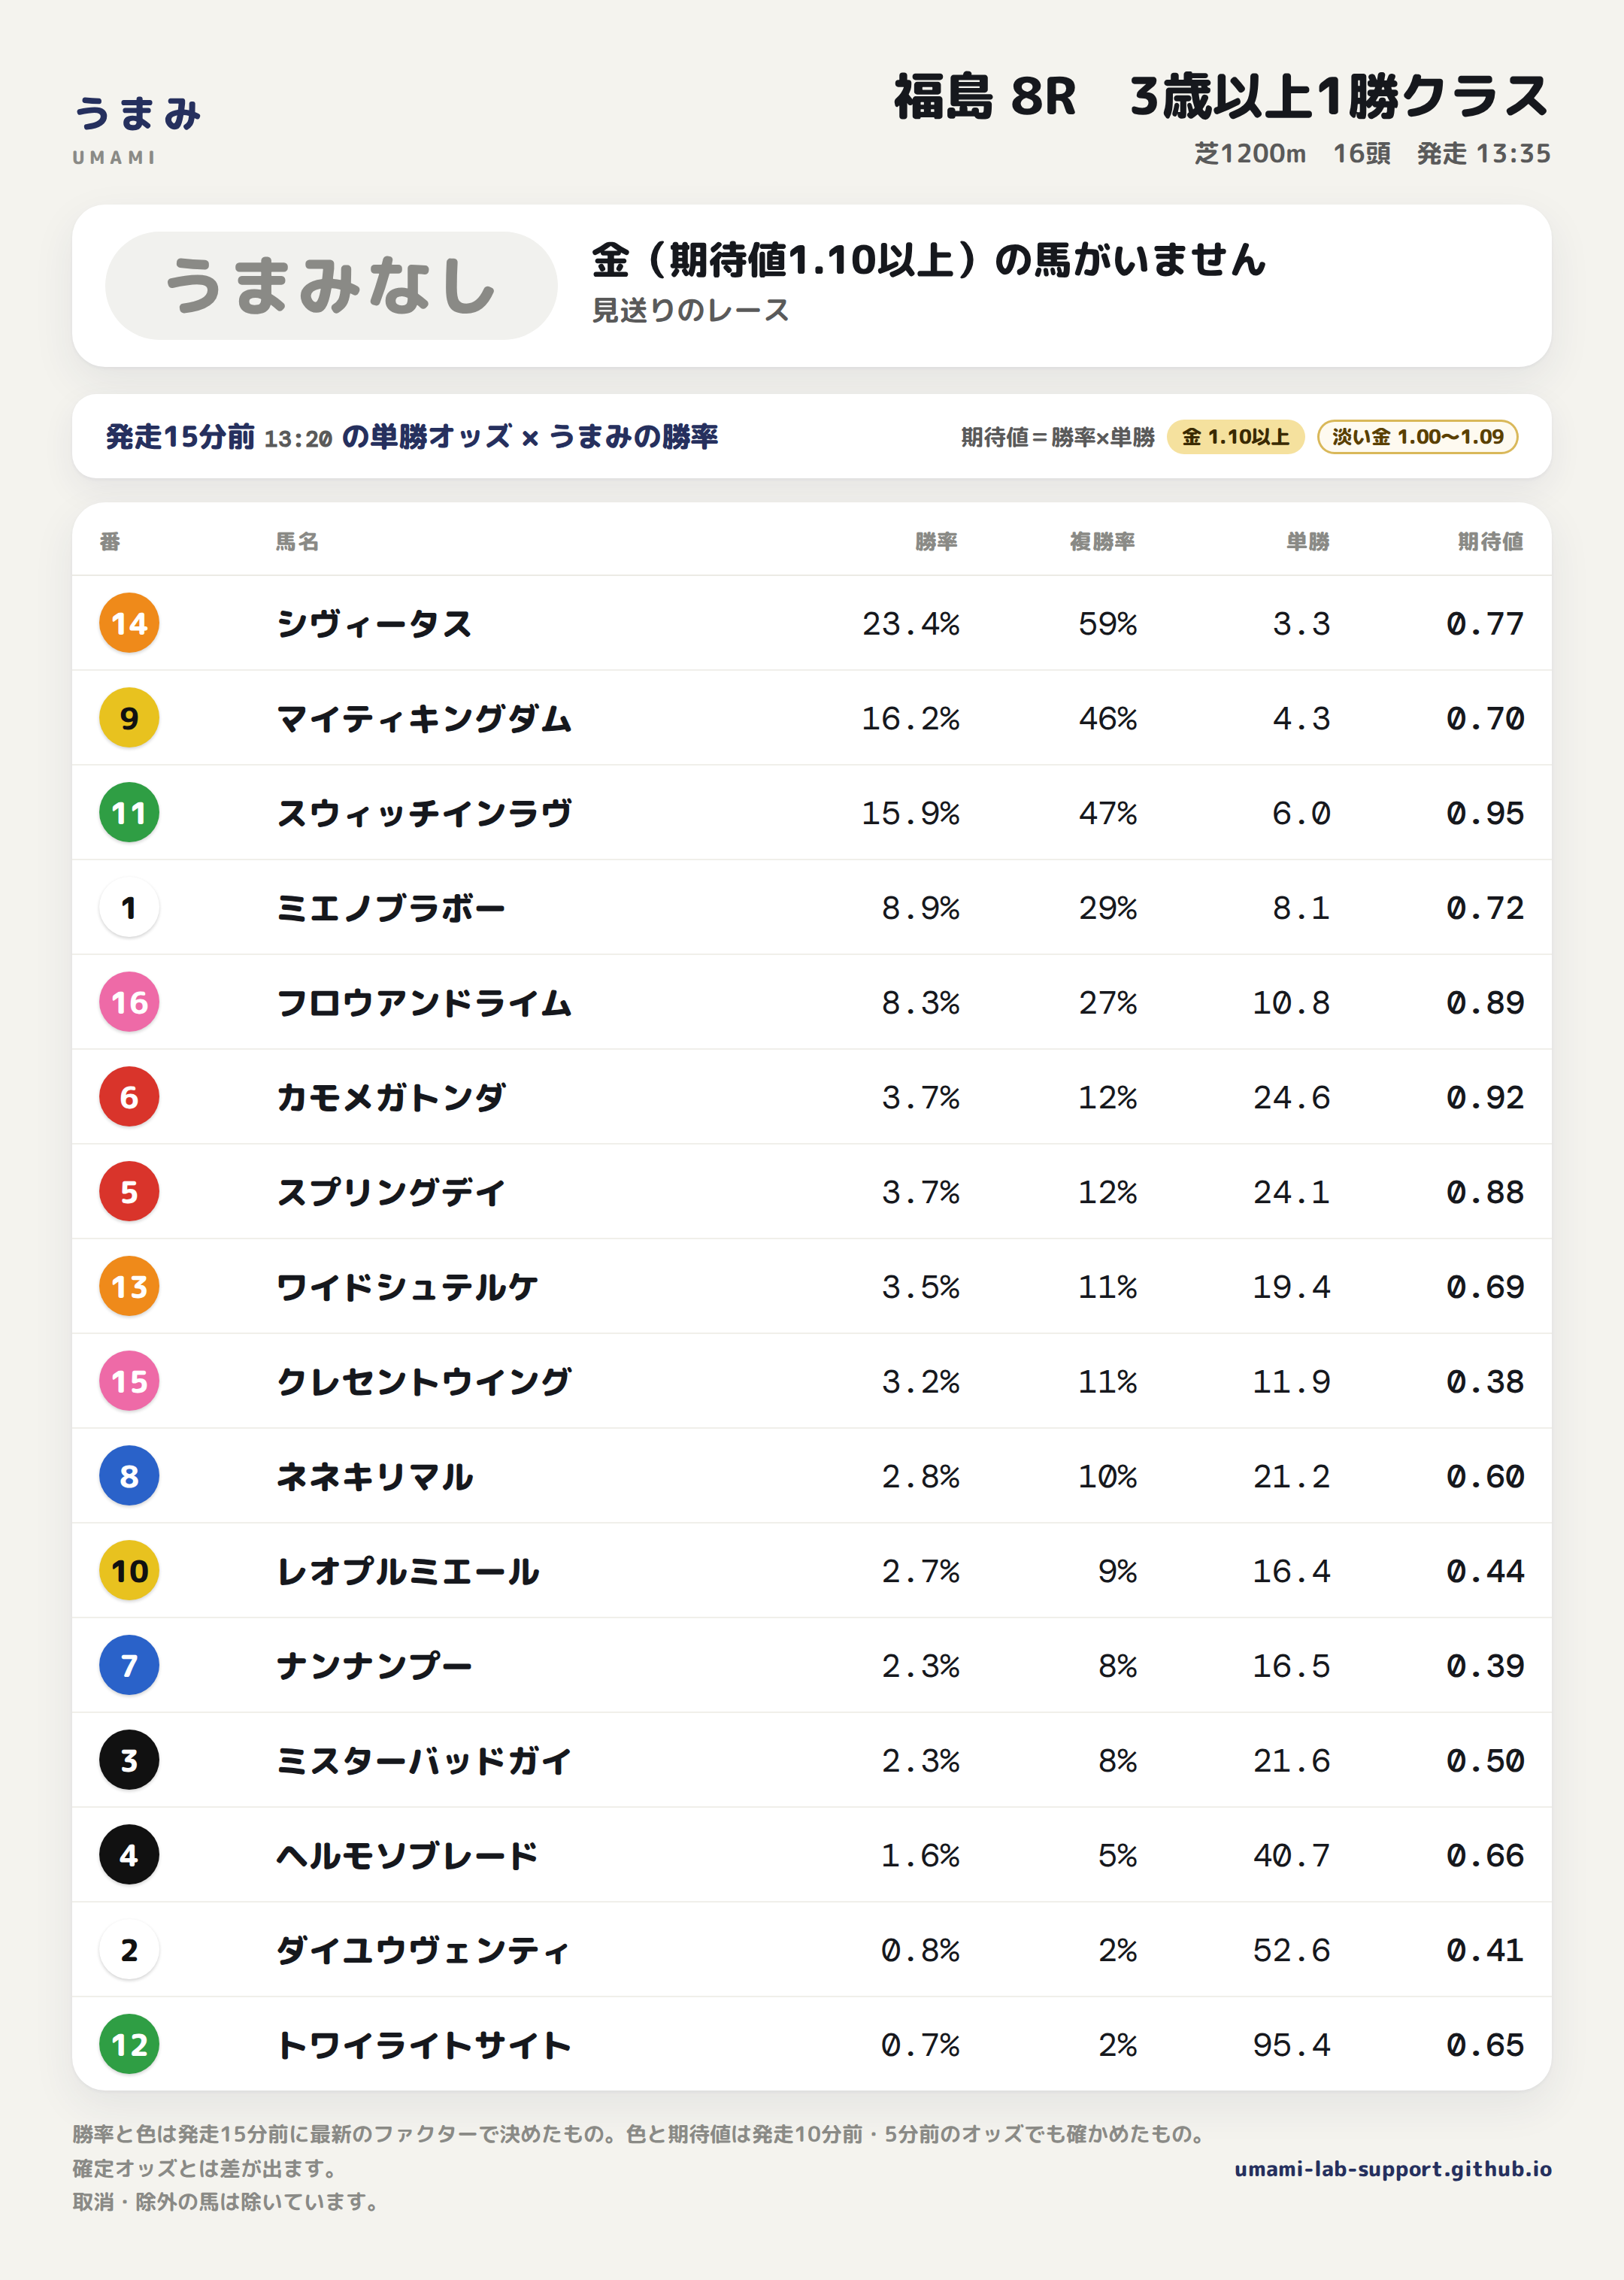 うまみ
UMAMI
福島 8R 3歳以上1勝クラス
芝1200m 16頭 発走 13:35
うまみなし
金（期待値1.10以上）の馬がいません
見送りのレース
発走15分前 13:20 の単勝オッズ × うまみの勝率
期待値＝勝率×単勝 金 1.10以上 淡い金 1.00〜1.09
番 馬名 勝率 複勝率 単勝 期待値
14 シヴィータス 23.4% 59% 3.3 0.77
9 マイティキングダム 16.2% 46% 4.3 0.70
11 スウィッチインラヴ 15.9% 47% 6.0 0.95
1 ミエノブラボー 8.9% 29% 8.1 0.72
16 フロウアンドライム 8.3% 27% 10.8 0.89
6 カモメガトンダ 3.7% 12% 24.6 0.92
5 スプリングデイ 3.7% 12% 24.1 0.88
13 ワイドシュテルケ 3.5% 11% 19.4 0.69
15 クレセントウイング 3.2% 11% 11.9 0.38
8 ネネキリマル 2.8% 10% 21.2 0.60
10 レオプルミエール 2.7% 9% 16.4 0.44
7 ナンナンプー 2.3% 8% 16.5 0.39
3 ミスターバッドガイ 2.3% 8% 21.6 0.50
4 ヘルモソブレード 1.6% 5% 40.7 0.66
2 ダイユウヴェンティ 0.8% 2% 52.6 0.41
12 トワイライトサイト 0.7% 2% 95.4 0.65
勝率と色は発走15分前に最新のファクターで決めたもの。色と期待値は発走10分前・5分前のオッズでも確かめたもの。
確定オッズとは差が出ます。
取消・除外の馬は除いています。
umami-lab-support.github.io